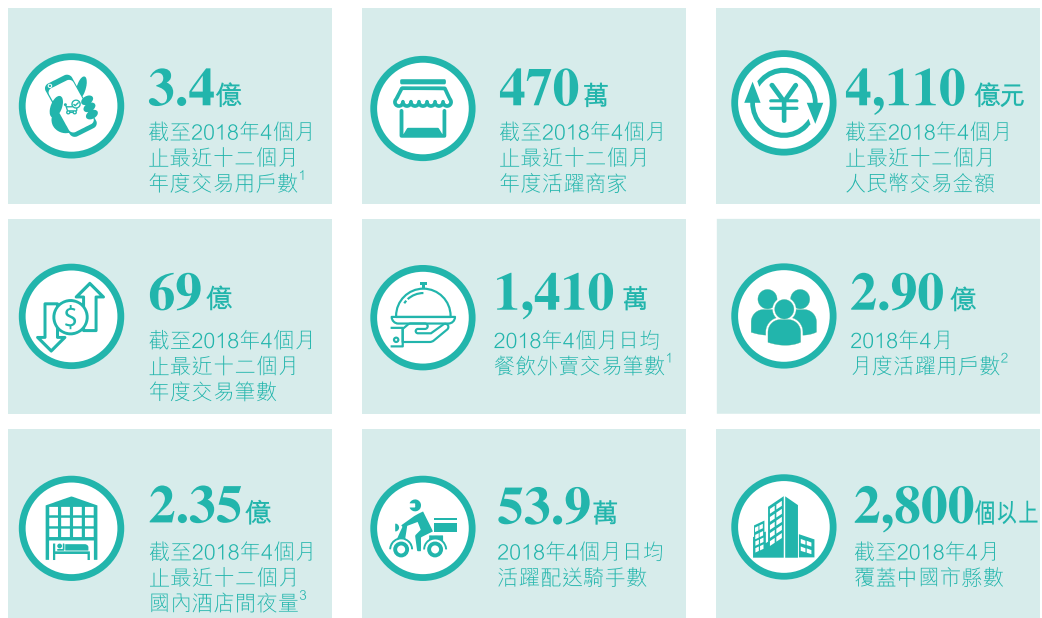 3.4億
截至2018年4個月
止最近十二個月
年度交易用戶數1
470萬
截至2018年4個月
止最近十二個月
年度活躍商家
4,110 億元
截至2018年4個月
止最近十二個月
人民幣交易金額
69 億
截至2018年4個月
止最近十二個月
年度交易筆數
1,410 萬
2018年4個月日均
餐飲外賣交易筆數1
2.90 億
2018年4月
月度活躍用戶數2
2.35億
截至2018年4個月
止最近十二個月
國內酒店間夜量3
53.9萬
2018年4個月日均
活躍配送騎手數
2,800個以上
截至2018年4月
覆蓋中國市縣數